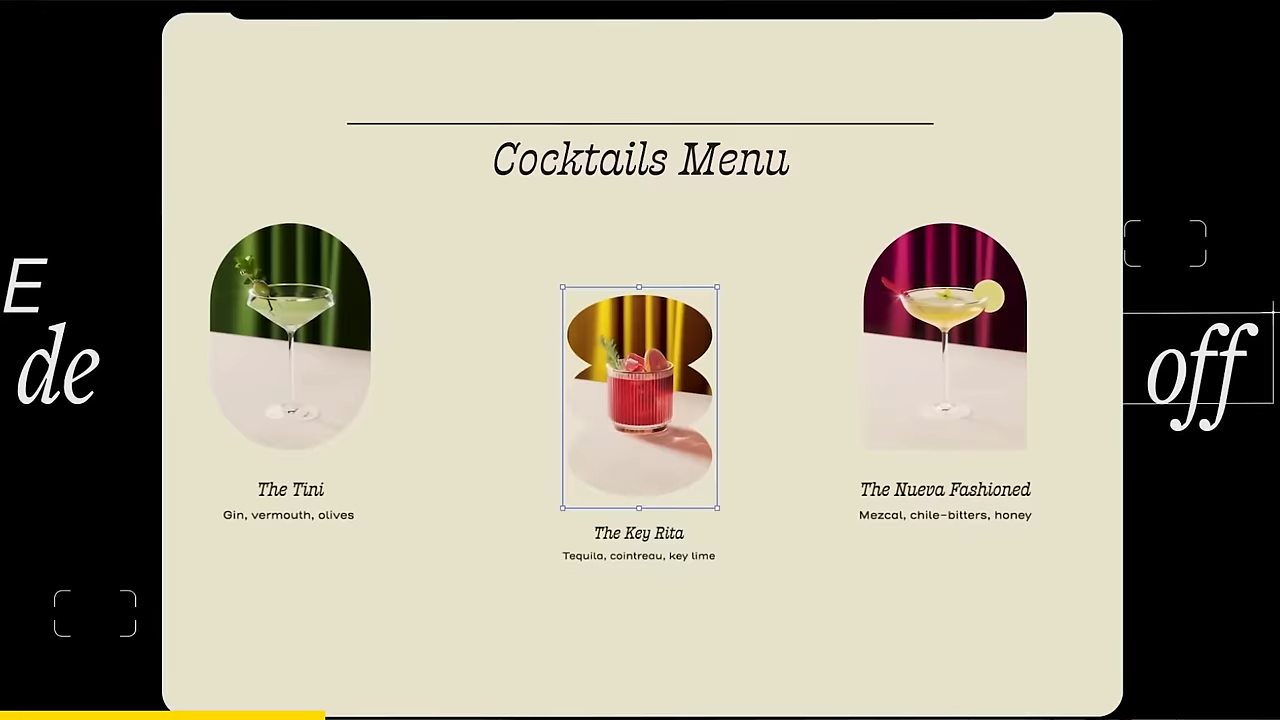 Cocktails Menu
E
de
off
The Tini
Gin, vermouth, olives
The Key Rita
Tequila, cointreau, key lime
The Nueva Fashioned
Mezcal, chile-bitters, honey